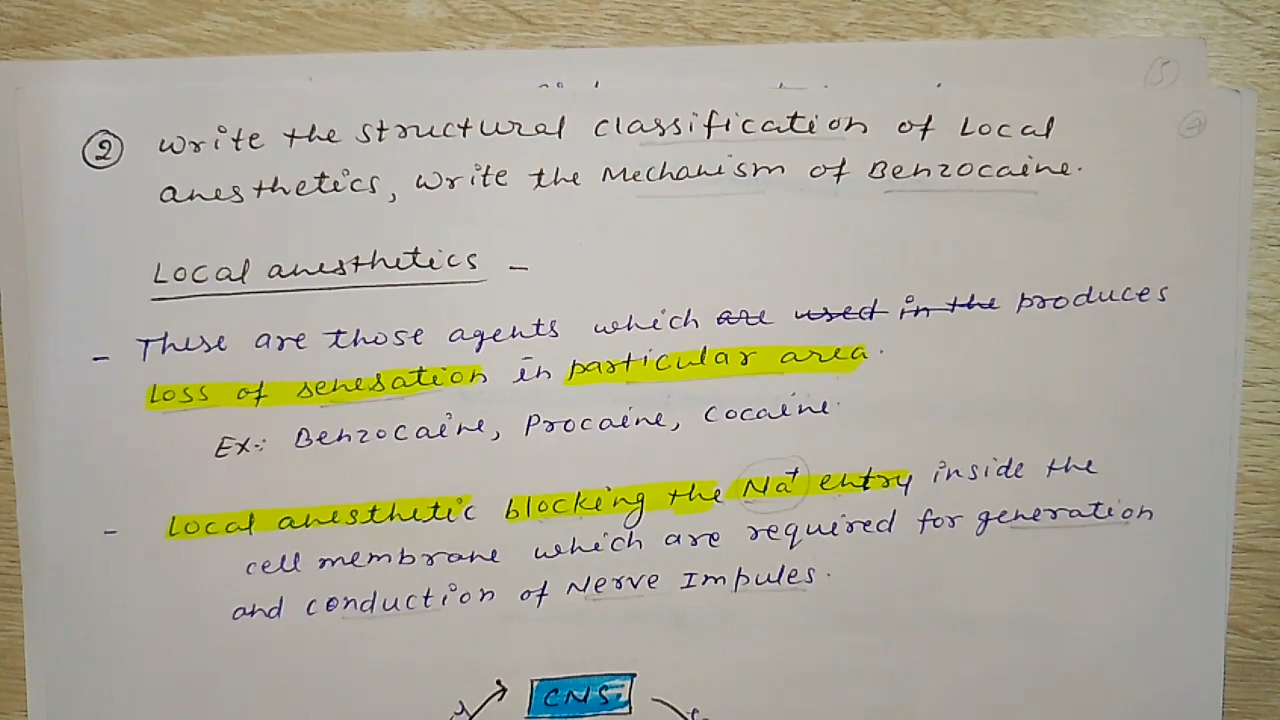 5
② Write the structural classification of Local
anesthetics, Write the Mechanism of Benzocaine.
Local anesthetics -
- These are those agents which are used in the produces
Loss of senesation in particular area.
Ex:- Benzocaine, Procaine, Cocaine.
- Local anesthetic blocking the Na+ entry inside the
cell membrane which are required for generation
and conduction of Nerve Impules.
CNS.